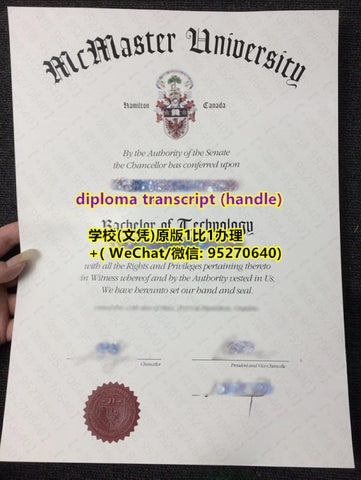 McMaster University
Hamilton Canada
By the Authority of the Senate
the Chancellor has conferred upon
diploma transcript (handle)
Bachelor of Technology
学校(文凭)原版1比1办理
+( WeChat/微信: 95270640)
with all the Rights and Privileges pertaining thereto
in Witness whereof and by the Authority vested in Us.
We have hereunto set our hand and seal.
Chancellor
President and Vice-Chancellor